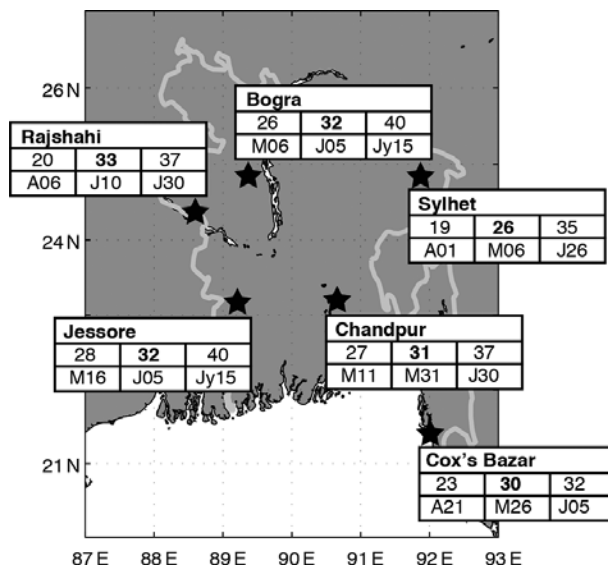 26N
24N
21N
87E
88E
89E
90E
91E
92E
93E
Bogra
26 32 40
M06 J05 Jy15
Rajshahi
20 33 37
A06 J10 J30
Sylhet
19 26 35
A01 M06 J26
Jessore
28 32 40
M16 J05 Jy15
Chandpur
27 31 37
M11 M31 J30
Cox's Bazar
23 30 32
A21 M26 J05